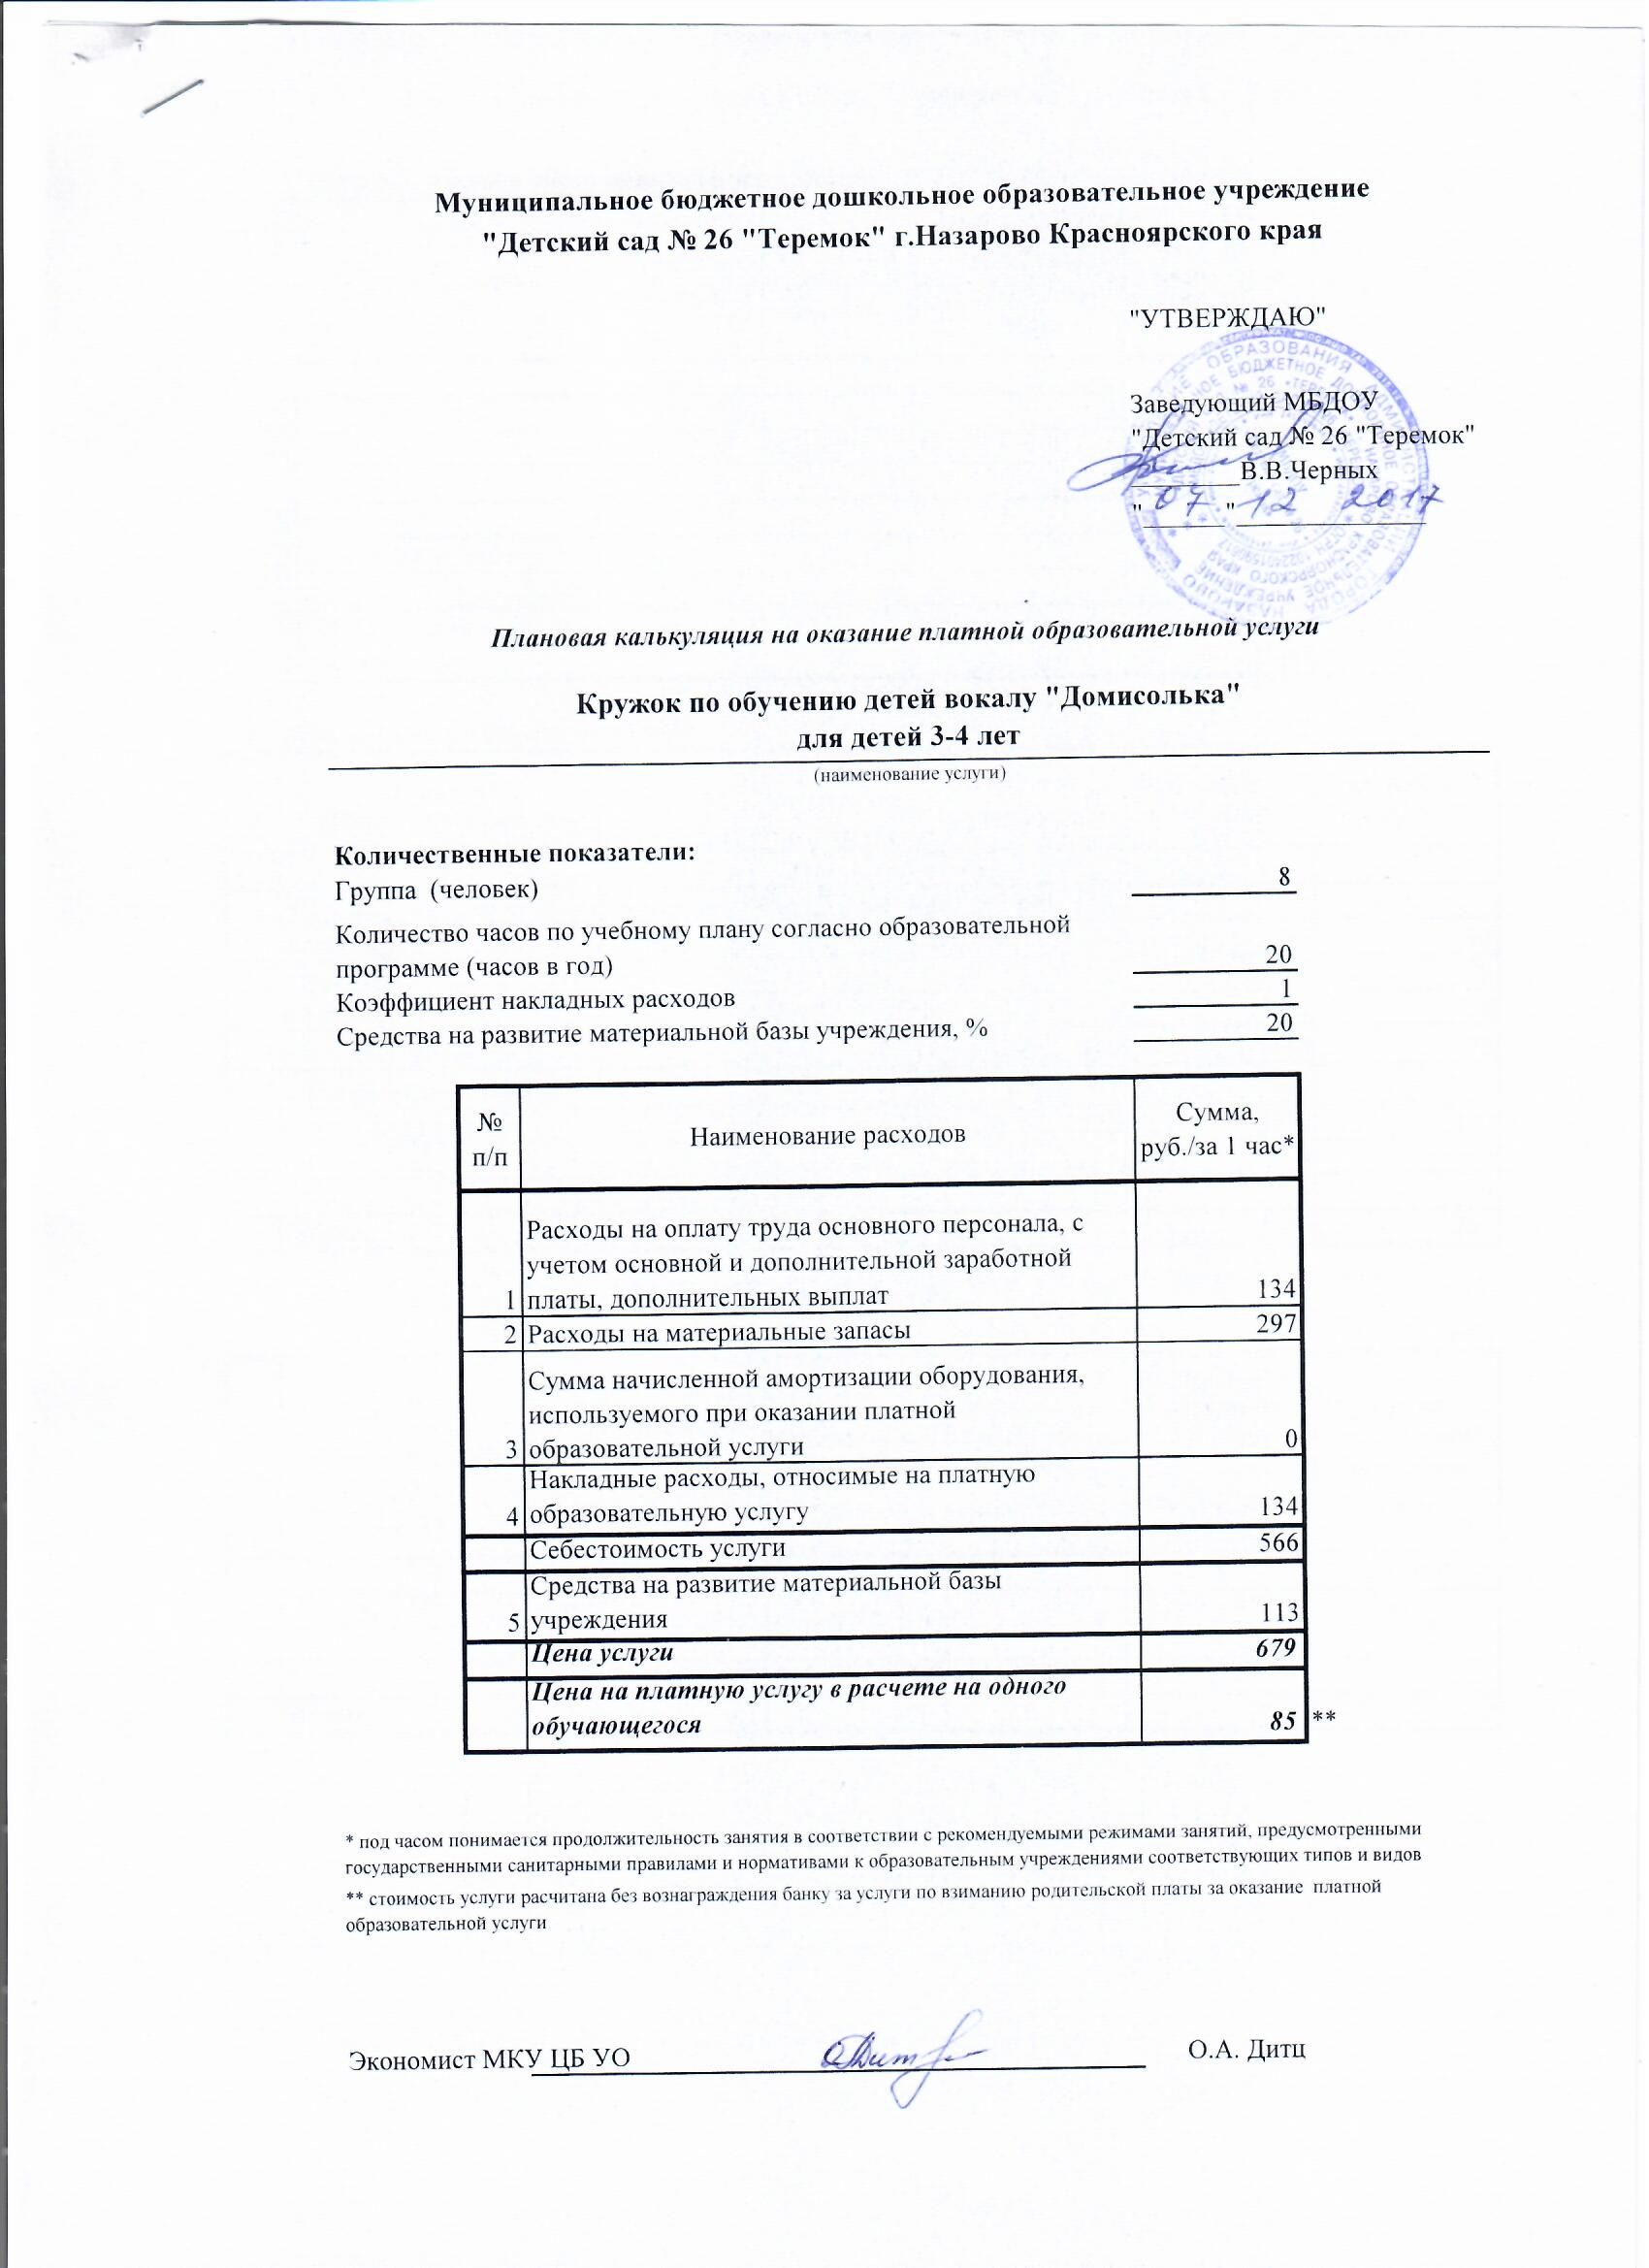 Муниципальное бюджетное дошкольное образовательное учреждение
"Детский сад № 26 "Теремок" г.Назарово Красноярского края
"УТВЕРЖДАЮ"
Заведующий МБДОУ
"Детский сад № 26 "Теремок"
________В.В.Черных
" 07 " 12 2017
Плановая калькуляция на оказание платной образовательной услуги
Кружок по обучению детей вокалу "Домисолька"
для детей 3-4 лет
(наименование услуги)
Количественные показатели:
Группа (человек) 8
Количество часов по учебному плану согласно образовательной
программе (часов в год) 20
Коэффициент накладных расходов 1
Средства на развитие материальной базы учреждения, % 20
№
п/п
Наименование расходов
Сумма,
руб./за 1 час*
Расходы на оплату труда основного персонала, с
учетом основной и дополнительной заработной
1 платы, дополнительных выплат 134
2 Расходы на материальные запасы 297
Сумма начисленной амортизации оборудования,
используемого при оказании платной
3 образовательной услуги 0
Накладные расходы, относимые на платную
4 образовательную услугу 134
Себестоимость услуги 566
Средства на развитие материальной базы
5 учреждения 113
Цена услуги 679
Цена на платную услугу в расчете на одного
обучающегося 85 **
* под часом понимается продолжительность занятия в соответствии с рекомендуемыми режимами занятий, предусмотренными
государственными санитарными правилами и нормативами к образовательным учреждениями соответствующих типов и видов
** стоимость услуги расчитана без вознаграждения банку за услуги по взиманию родительской платы за оказание платной
образовательной услуги
Экономист МКУ ЦБ УО О.А. Дитц